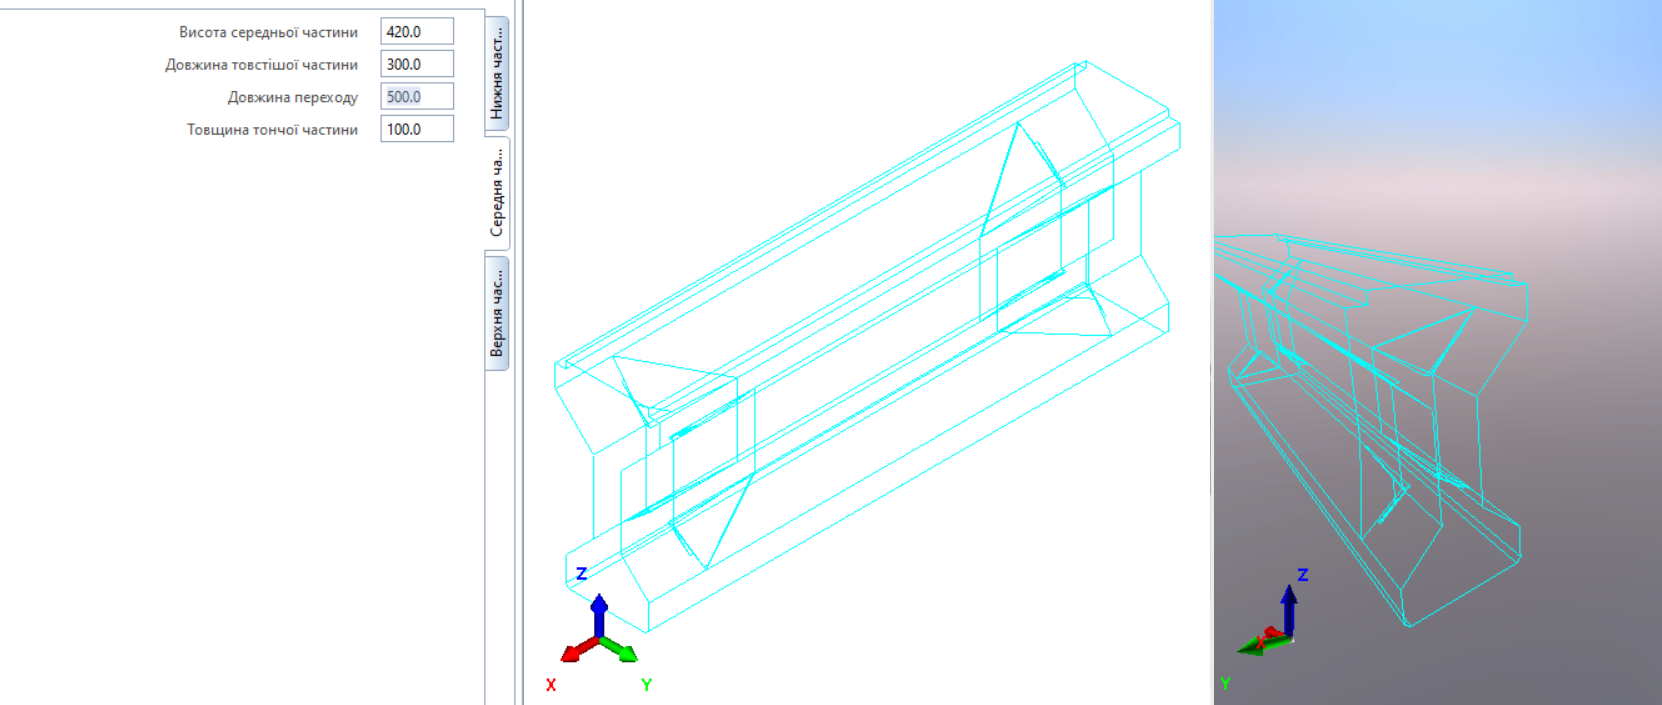 Висота середньої частини 420.0
Довжина товстішої частини 300.0
Довжина переходу 500.0
Товщина тончої частини 100.0
Нижня част...
Середня ча...
Верхня час...
Z
X
Y
Z
X
Y